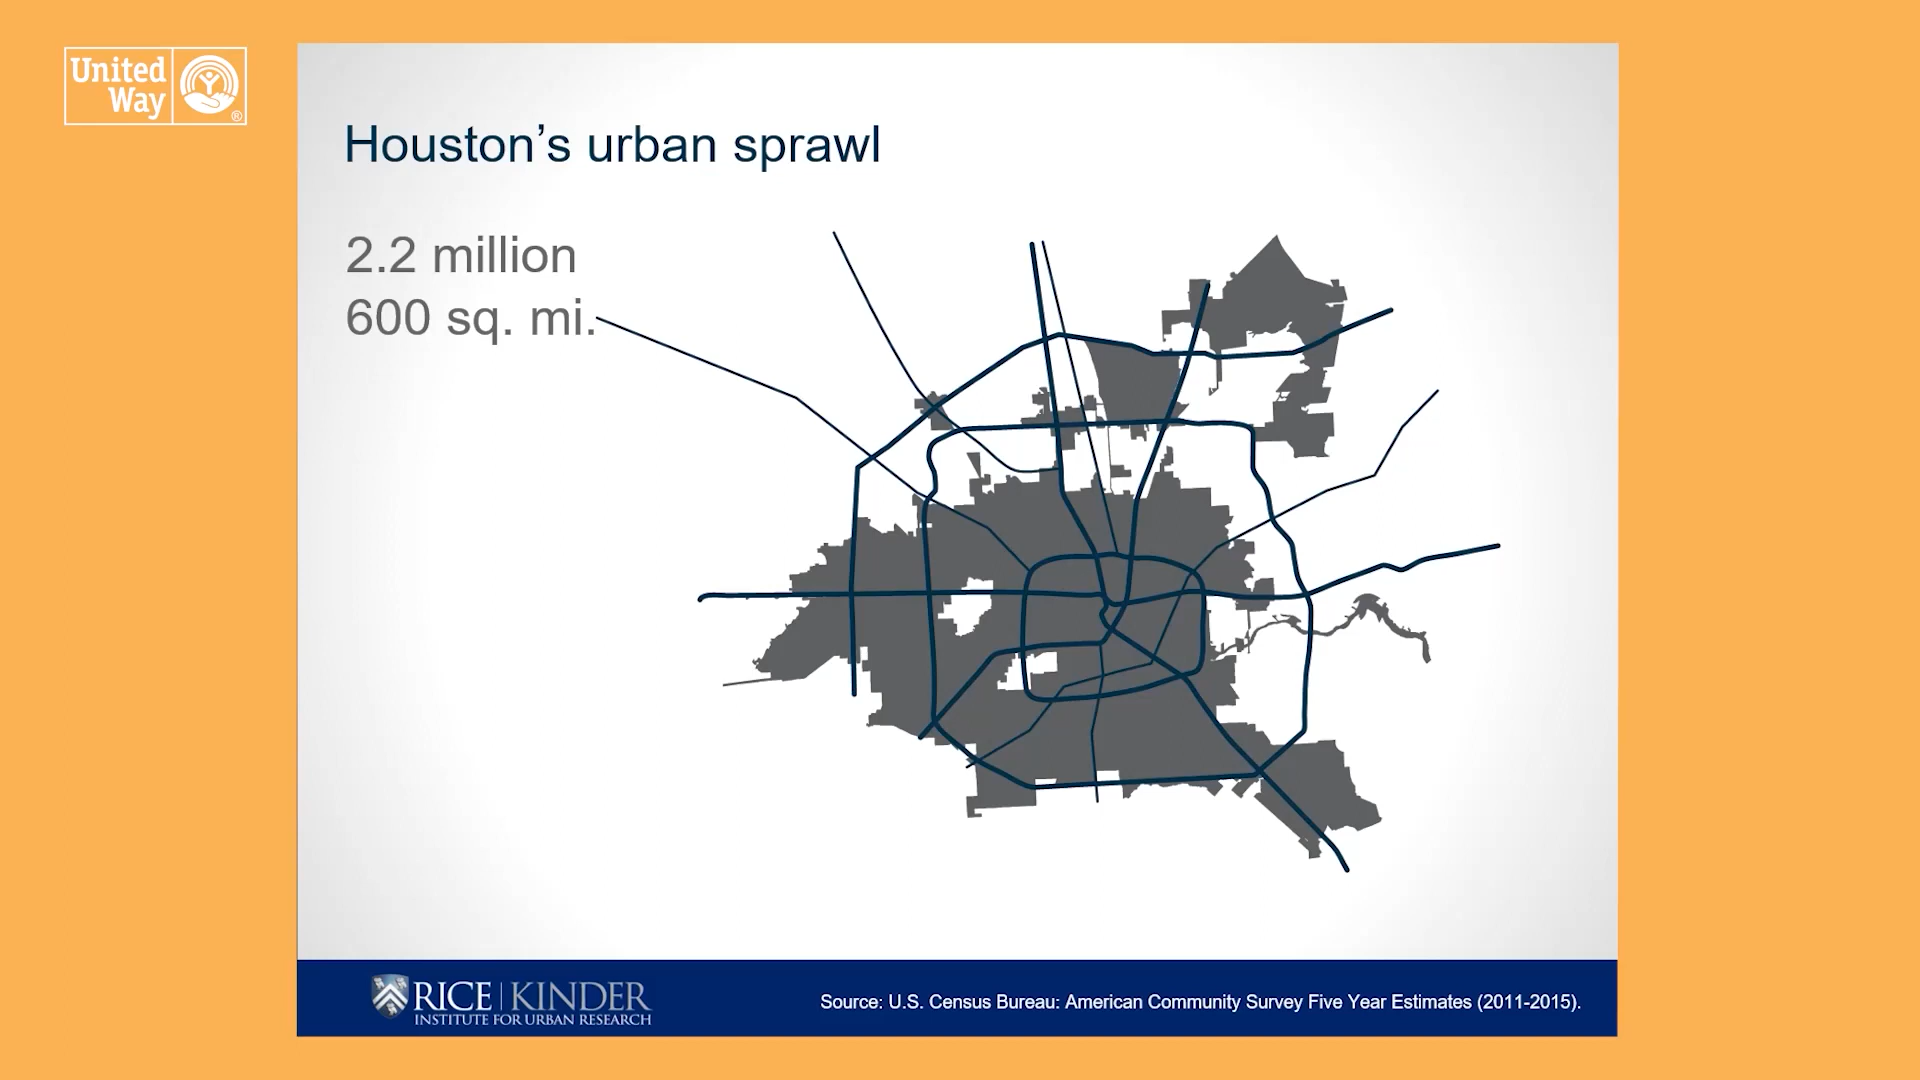 United
Way
®
Houston’s urban sprawl
2.2 million
600 sq. mi.
RICE | KINDER
INSTITUTE FOR URBAN RESEARCH
Source: U.S. Census Bureau: American Community Survey Five Year Estimates (2011-2015).